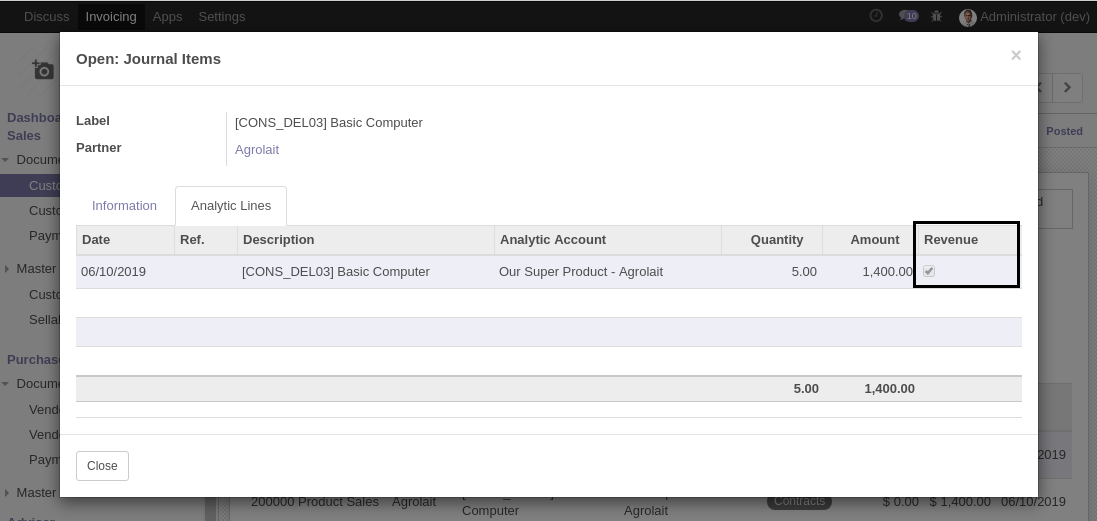 Discuss Invoicing Apps Settings 10 Administrator (dev)
Open: Journal Items ×
Label [CONS_DEL03] Basic Computer
Partner Agrolait
Information Analytic Lines
Date Ref. Description Analytic Account Quantity Amount Revenue
06/10/2019 [CONS_DEL03] Basic Computer Our Super Product - Agrolait 5.00 1,400.00
5.00 1,400.00
Close
Dashboa
Sales
Docume
Custo
Custo
Paym
Master
Custo
Sellal
Purchas
Docume
Vendo
Vendo
Paym
Master
Posted
d
2019
200000 Product Sales Agrolait Computer Agrolait Contracts $ 0.00 $ 1,400.00 06/10/2019